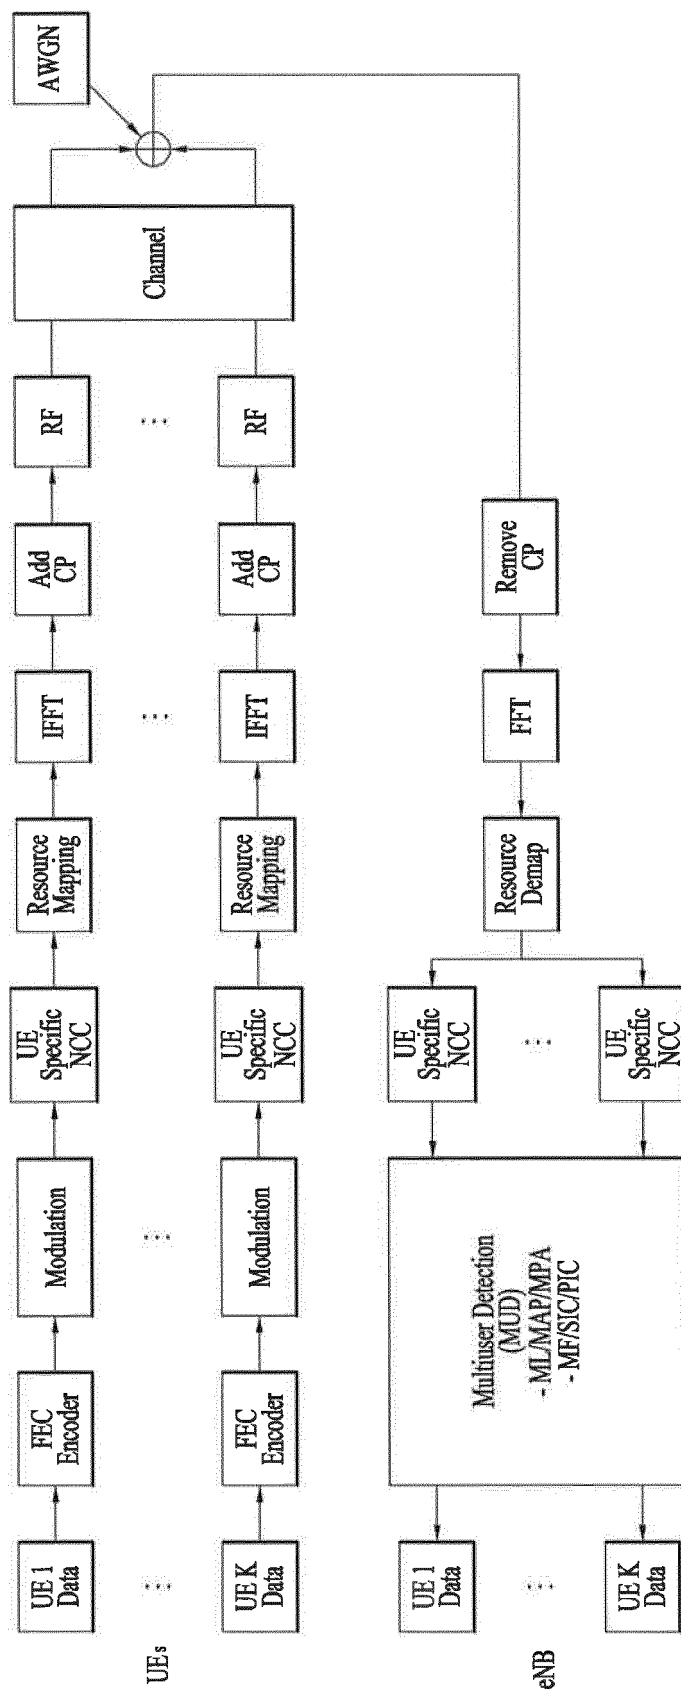 UEs
UE 1
Data
FEC
Encoder
Modulation
UE
Specific
NCC
Resource
Mapping
IFFT
Add
CP
RF
Channel
AWGN
UE K
Data
FEC
Encoder
Modulation
UE
Specific
NCC
Resource
Mapping
IFFT
Add
CP
RF
eNB
UE 1
Data
UE K
Data
Multiuser Detection
(MUD)
- ML/MAP/MPA
- MF/SIC/PIC
UE
Specific
NCC
UE
Specific
NCC
Resource
Demap
FFT
Remove
CP